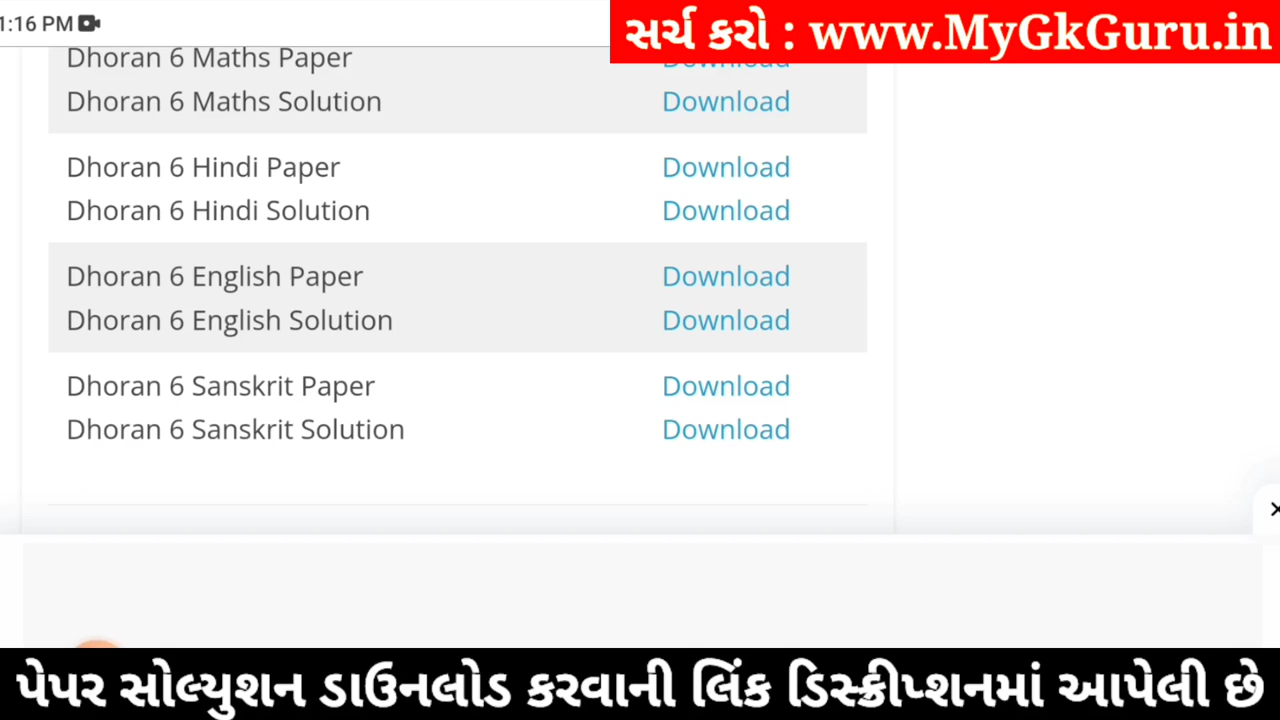 1:16 PM
સર્ચ કરો : www.MyGkGuru.in
Dhoran 6 Maths Paper Download
Dhoran 6 Maths Solution Download
Dhoran 6 Hindi Paper Download
Dhoran 6 Hindi Solution Download
Dhoran 6 English Paper Download
Dhoran 6 English Solution Download
Dhoran 6 Sanskrit Paper Download
Dhoran 6 Sanskrit Solution Download
પેપર સોલ્યુશન ડાઉનલોડ કરવાની લિંક ડિસ્ક્રીપ્શનમાં આપેલી છે